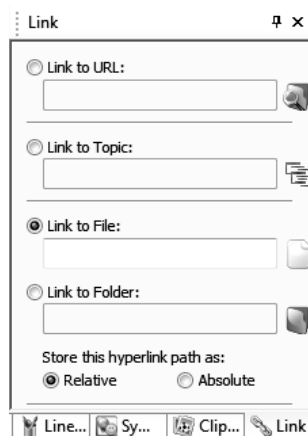 Link
Link to URL:
Link to Topic:
Link to File:
Link to Folder:
Store this hyperlink path as:
Relative Absolute
Line... Sy... Clip... Link